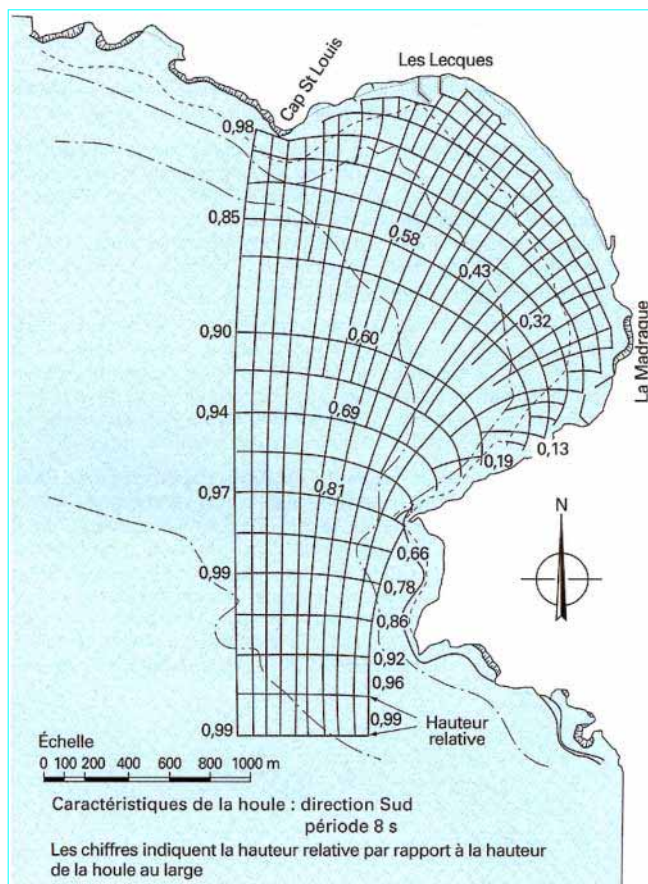 Les Lecques
Cap St Louis
0,98
0,85
0,58
0,43
0,32
La Madrague
0,90
0,60
0,94
0,69
0,13
0,19
0,97
0,81
N
0,66
0,99
0,78
0,86
0,92
0,96
0,99
0,99
Hauteur
relative
Échelle
0 100 200 400 600 800 1000 m
Caractéristiques de la houle : direction Sud
période 8 s
Les chiffres indiquent la hauteur relative par rapport à la hauteur
de la houle au large